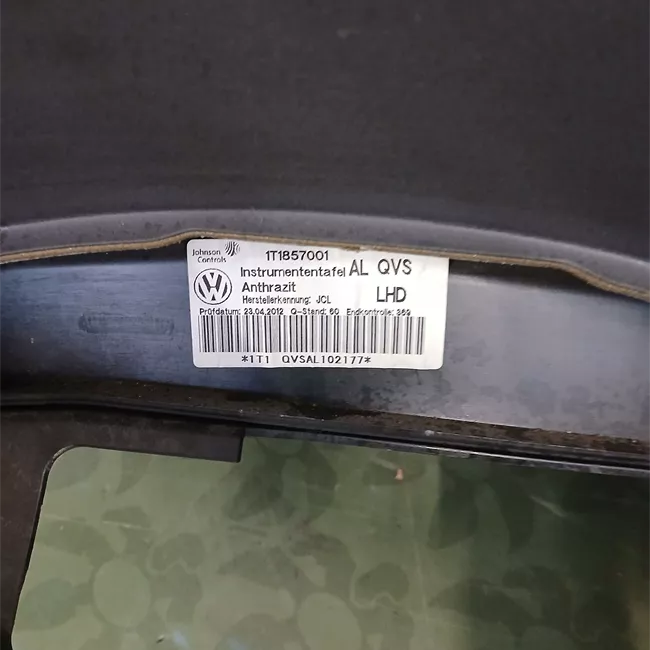 Johnson
Controls
1T1857001
Instrumententafel AL QVS
Anthrazit
Herstellerkennung: JCL LHD
Prüfdatum: 23.04.2012 Q-Stand: 60 Endkontrolle: 369
*1T1 QVSAL102177*